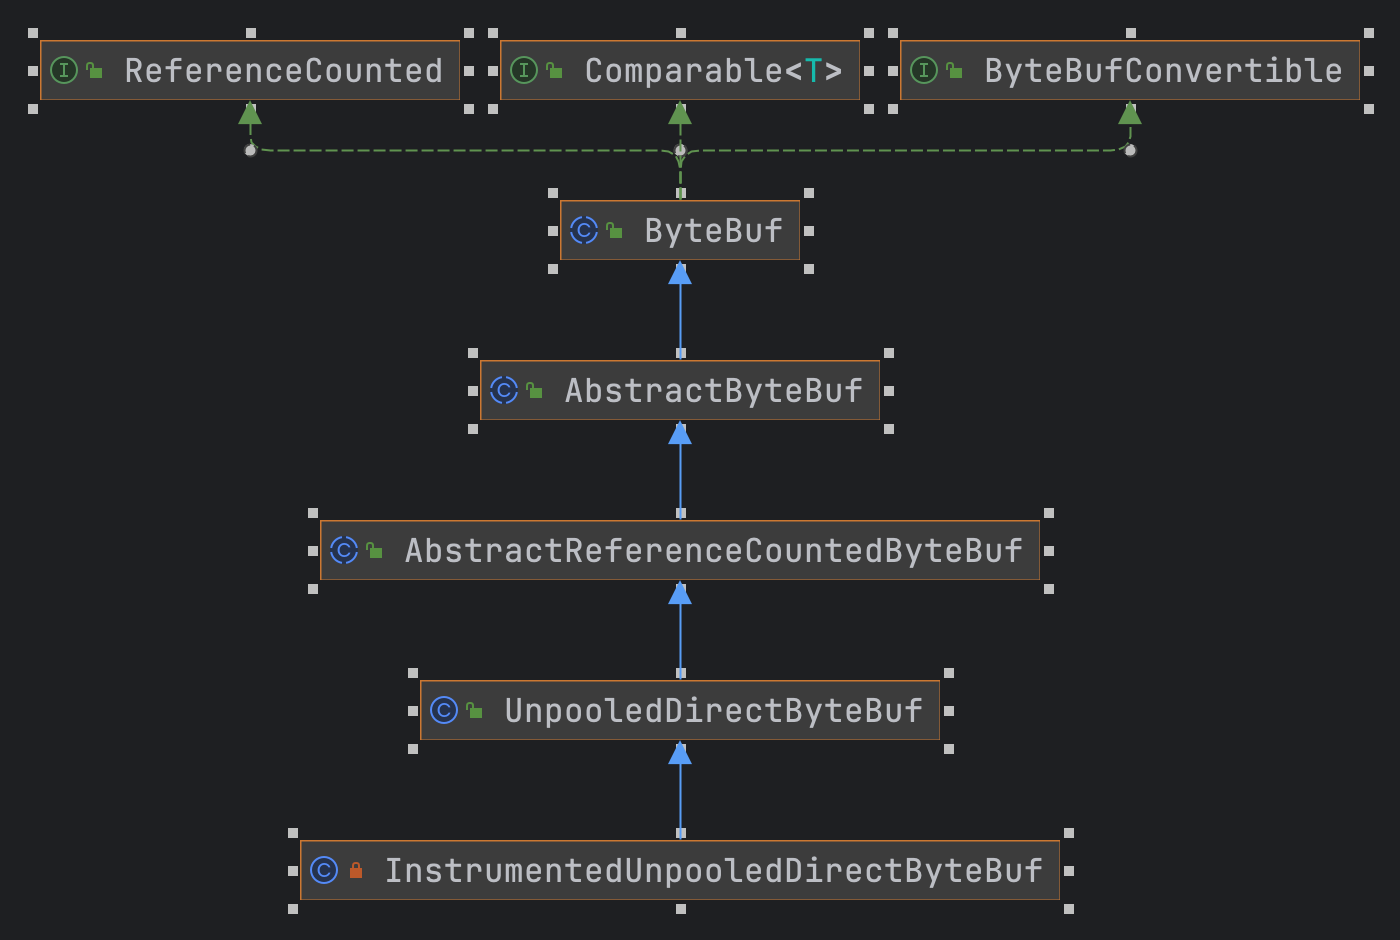 ReferenceCounted
Comparable<T>
ByteBufConvertible
ByteBuf
AbstractByteBuf
AbstractReferenceCountedByteBuf
UnpooledDirectByteBuf
InstrumentedUnpooledDirectByteBuf